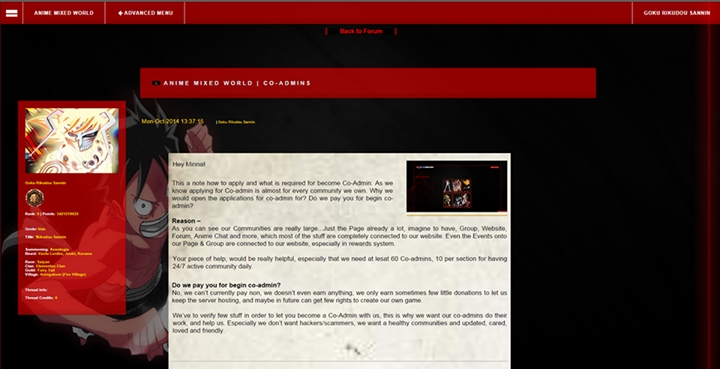 ANIME MIXED WORLD
ADVANCED MENU
GOKU RIKUDOU SANNIN
| Back to Forum |
ANIME MIXED WORLD | CO-ADMINS
Mon-Oct-2014 13:37:15 | Goku Rikudou Sannin
Goku Rikudou Sannin
Rank: 1 | Points:
Gender: Male
Title: Rikudou Sannin
Summoning:
Race: Saiyan
Clan:
Guild: Fairy Tail
Village:
Thread Info:
Thread Credits: 0
Hey Minna!
This a note how to apply and what is required for become Co-Admin. As we
know applying for Co-admin is almost for every community we own. Why we
would open the applications for co-admin for? Do we pay you for begin co-
admin?
Reason –
As you can see our Communities are really large...Just the Page already a lot, imagine to have, Group, Website,
Forum, Anime Chat and more, which most of the stuff are completely connected to our website. Even the Events onto
our Page & Group are connected to our website, especially in rewards system.
Your piece of help, would be really helpful, especially that we need at lesat 60 Co-admins, 10 per section for having
24/7 active community daily.
Do we pay you for begin co-admin?
No, we can't currently pay non, we doesn't even earn anything, we only earn sometimes few little donations to let us
keep the server hosting, and maybe in future can get few rights to create our own game.
We've to verify few stuff in order to let you become a Co-Admin with us, this is why we want our co-admins do their
work, and help us. Especially we don't want hackers/scammers, we want a healthy communities and updated, cared,
loved and friendly.